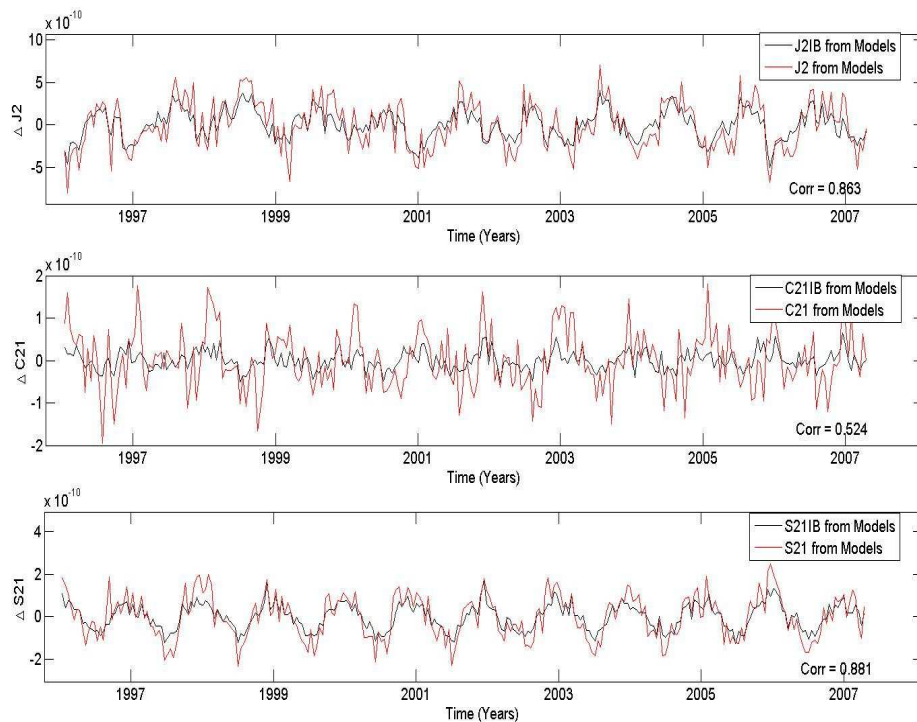 x 10^-10
10
5
0
-5
Δ J2
J2IB from Models
J2 from Models
Corr = 0.863
1997 1999 2001 2003 2005 2007
Time (Years)
x 10^-10
2
1
0
-1
-2
Δ C21
C21IB from Models
C21 from Models
Corr = 0.524
1997 1999 2001 2003 2005 2007
Time (Years)
x 10^-10
4
2
0
-2
Δ S21
S21IB from Models
S21 from Models
Corr = 0.881
1997 1999 2001 2003 2005 2007
Time (Years)